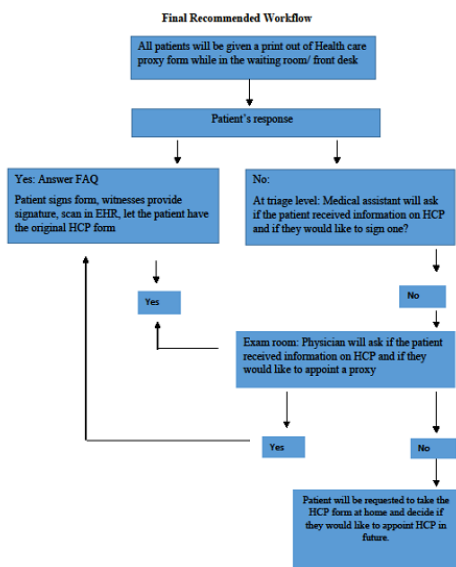 Final Recommended Workflow
All patients will be given a print out of Health care
proxy form while in the waiting room/ front desk
Patient's response
Yes: Answer FAQ
Patient signs form, witnesses provide
signature, scan in EHR, let the patient have
the original HCP form
No:
At triage level: Medical assistant will ask
if the patient received information on HCP
and if they would like to sign one?
Yes
No
Exam room: Physician will ask if the patient
received information on HCP and if they
would like to appoint a proxy
Yes
No
Patient will be requested to take the
HCP form at home and decide if
they would like to appoint HCP in
future.